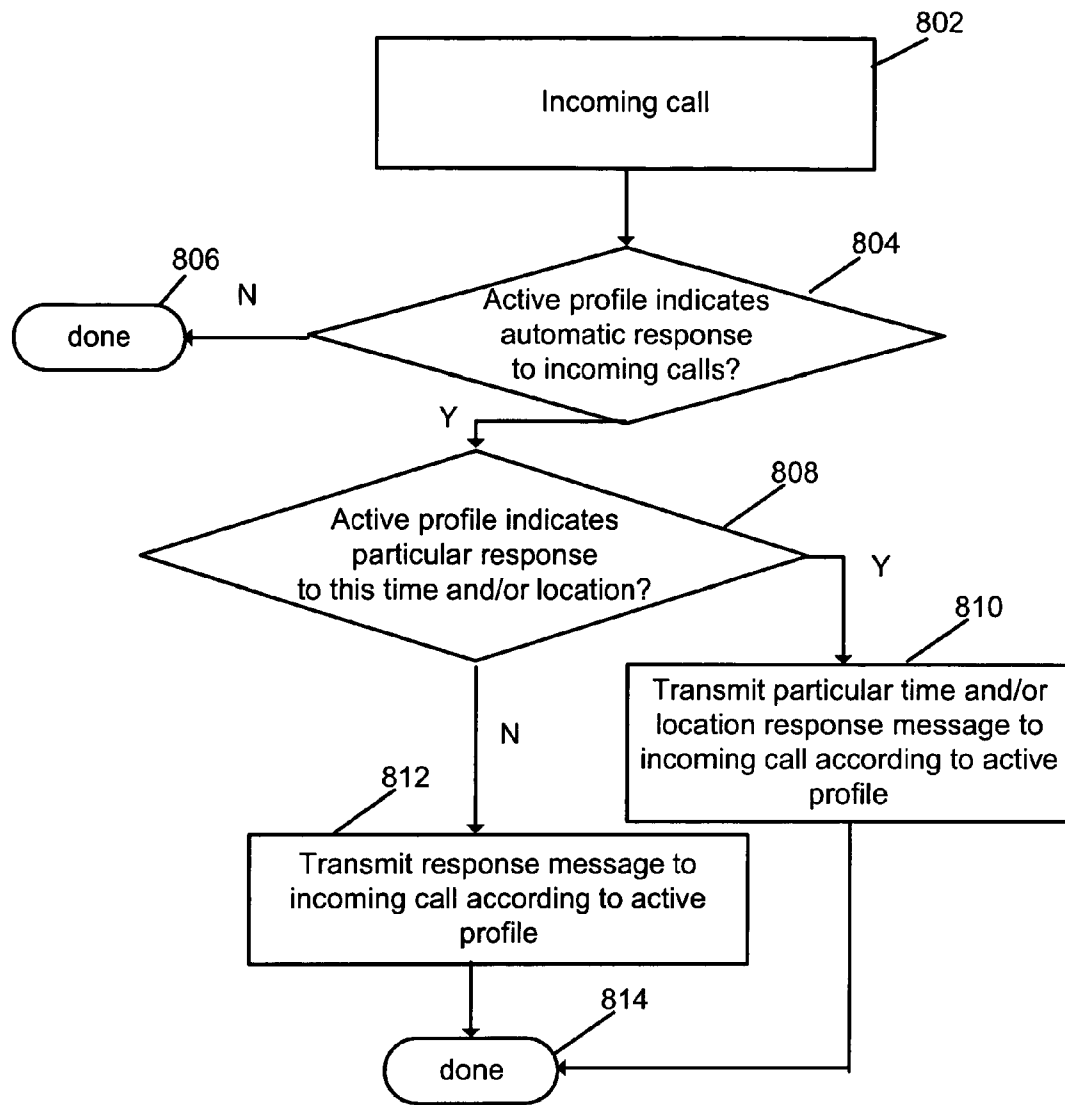 802
Incoming call
804
806
N
done
Active profile indicates
automatic response
to incoming calls?
Y
808
Active profile indicates
particular response
to this time and/or location?
Y
810
Transmit particular time and/or
location response message to
incoming call according to active
profile
N
812
Transmit response message to
incoming call according to active
profile
814
done